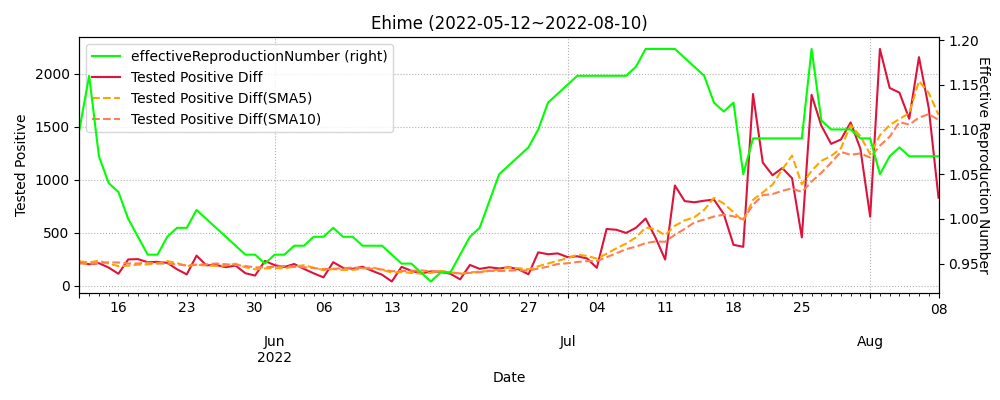 Ehime (2022-05-12~2022-08-10)
effectiveReproductionNumber (right)
Tested Positive Diff
Tested Positive Diff(SMA5)
Tested Positive Diff(SMA10)
Tested Positive
2000
1500
1000
500
0
Effective Reproduction Number
1.20
1.15
1.10
1.05
1.00
0.95
16 23 30 06 13 20 27 04 11 18 25 08
Jun Jul Aug
2022
Date